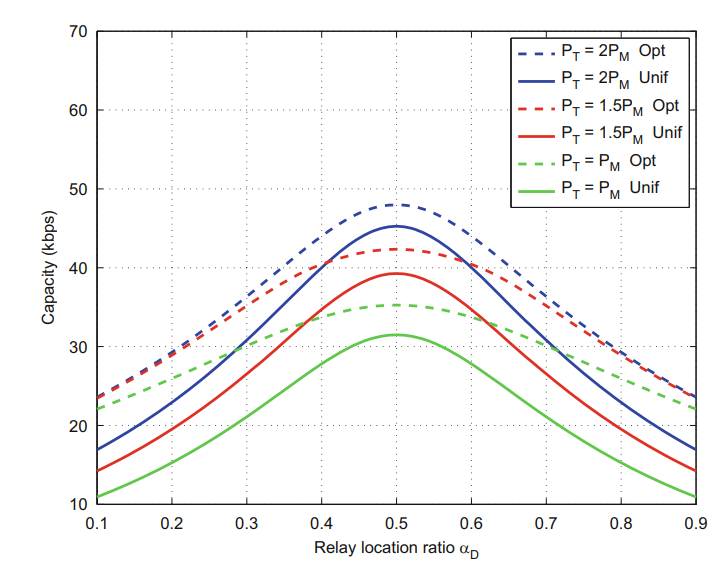 70
60
50
40
30
20
10
0.1 0.2 0.3 0.4 0.5 0.6 0.7 0.8 0.9
Capacity (kbps)
Relay location ratio α_D
P_T = 2P_M Opt
P_T = 2P_M Unif
P_T = 1.5P_M Opt
P_T = 1.5P_M Unif
P_T = P_M Opt
P_T = P_M Unif